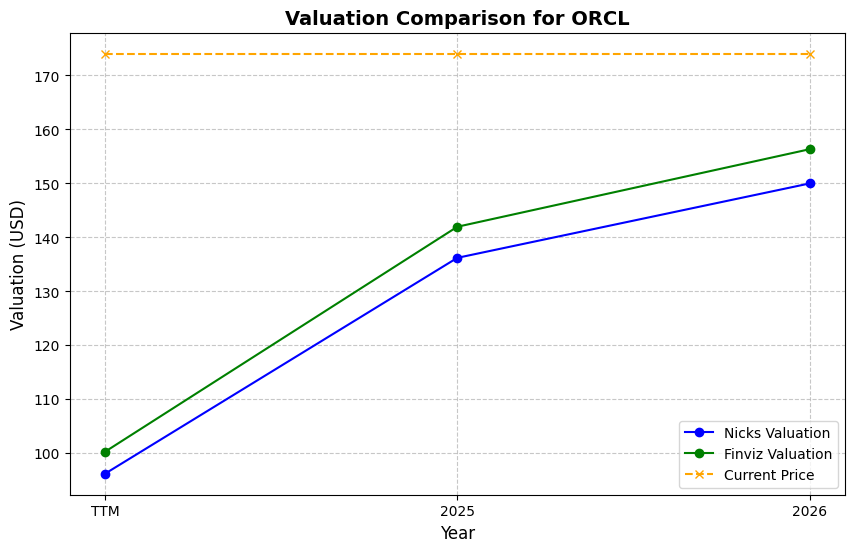 Valuation Comparison for ORCL
Valuation (USD)
170
160
150
140
130
120
110
100
TTM
2025
2026
Year
Nicks Valuation
Finviz Valuation
Current Price